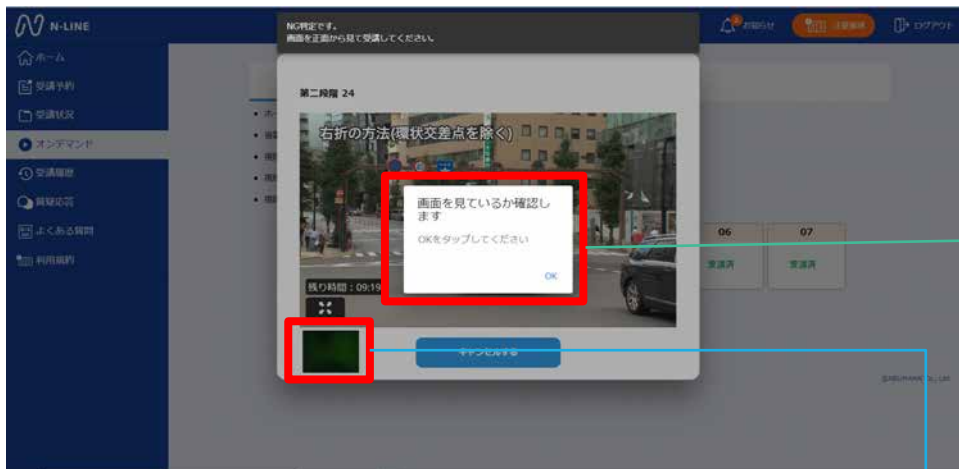 N-LINE
NG判定です。
画面を正面から見て受講してください。
お知らせ
ログアウト
ホーム
受講予約
受講状況
オンデマンド
受講履歴
質疑応答
よくある質問
利用規約
第二段階 24
右折の方法(環状交差点を除く)
画面を見ているか確認し
ます
OKをタップしてください
OK
残り時間：09:19
キャンセルする
06
07
受講済
受講済